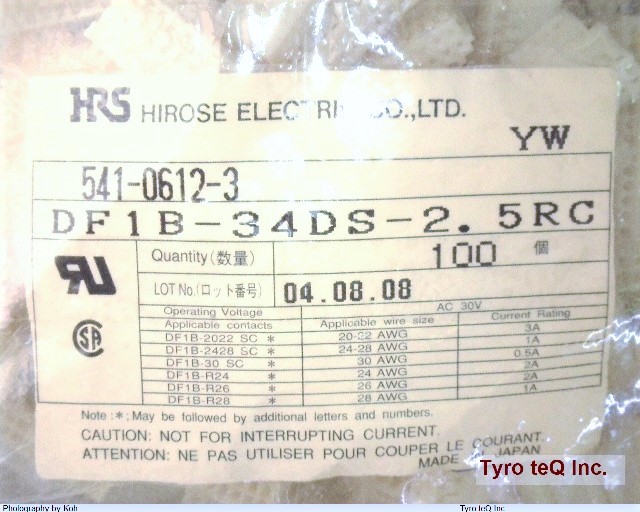 HRS HIROSE ELECTRIC CO.,LTD.
YW
541-0612-3
DF1B-34DS-2.5RC
Quantity(数量) 100 個
LOT No.(ロット番号) 04.08.08
Operating Voltage AC 30V
Applicable contacts Applicable wire size Current Rating
DF1B-2022 SC * 20-22 AWG 3A
DF1B-2428 SC * 24-28 AWG 1A
DF1B-30 SC * 30 AWG 0.5A
DF1B-R24 * 24 AWG 2A
DF1B-R26 * 26 AWG 2A
DF1B-R28 * 28 AWG 1A
Note :*; May be followed by additional letters and numbers.
CAUTION: NOT FOR INTERRUPTING CURRENT.
ATTENTION: NE PAS UTILISER POUR COUPER LE COURANT.
MADE JAPAN
Tyro teQ Inc.
Photography by Koh Tyro teQ Inc